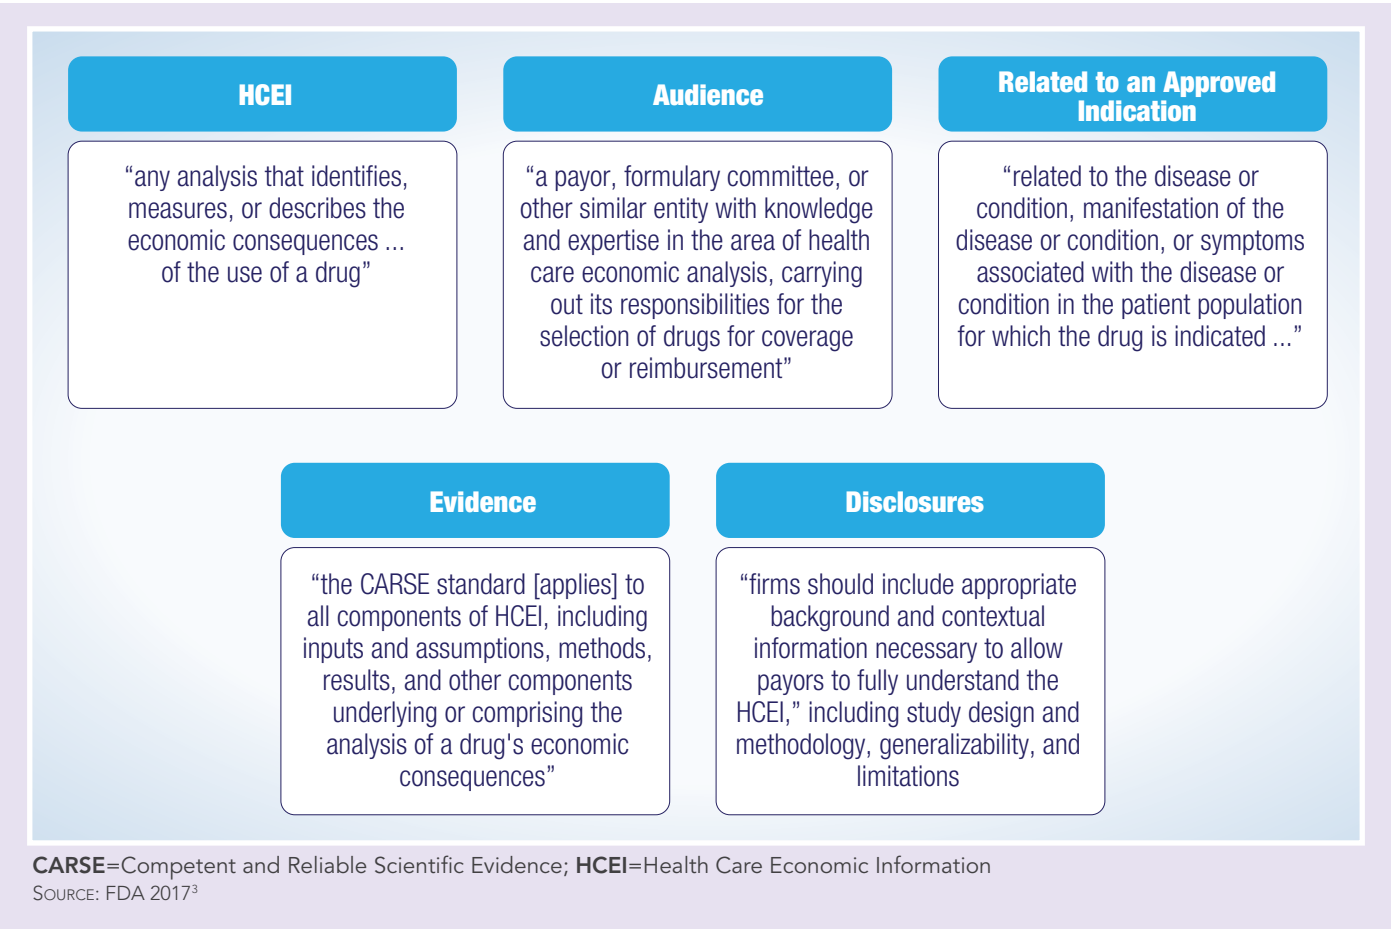 HCEI
“any analysis that identifies,
measures, or describes the
economic consequences ...
of the use of a drug”
Audience
“a payor, formulary committee, or
other similar entity with knowledge
and expertise in the area of health
care economic analysis, carrying
out its responsibilities for the
selection of drugs for coverage
or reimbursement”
Related to an Approved
Indication
“related to the disease or
condition, manifestation of the
disease or condition, or symptoms
associated with the disease or
condition in the patient population
for which the drug is indicated ...”
Evidence
“the CARSE standard [applies] to
all components of HCEI, including
inputs and assumptions, methods,
results, and other components
underlying or comprising the
analysis of a drug's economic
consequences”
Disclosures
“firms should include appropriate
background and contextual
information necessary to allow
payors to fully understand the
HCEI,” including study design and
methodology, generalizability, and
limitations
CARSE=Competent and Reliable Scientific Evidence; HCEI=Health Care Economic Information
Source: FDA 2017³